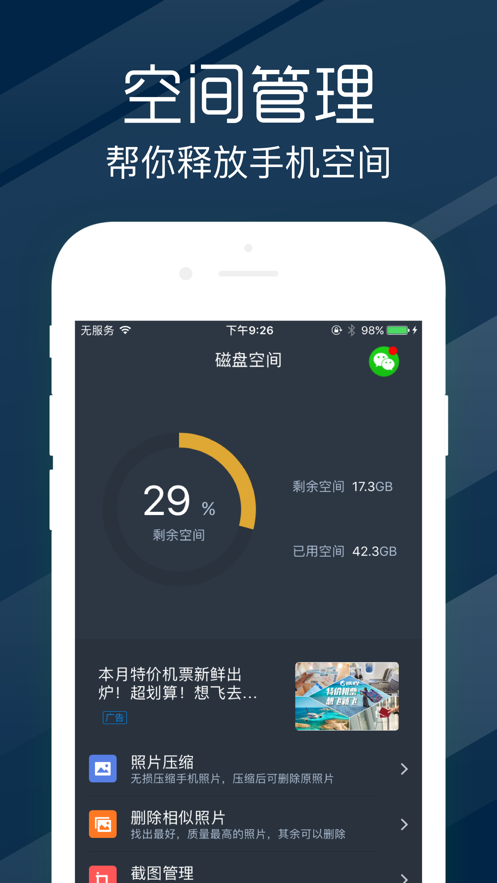 空间管理
帮你释放手机空间
无服务 下午9:26 98%
磁盘空间
29 %
剩余空间
剩余空间 17.3GB
已用空间 42.3GB
本月特价机票新鲜出
炉！超划算！想飞去...
广告
特价机票
照片压缩
无损压缩手机照片，压缩后可删除原照片
删除相似照片
找出最好，质量最高的照片，其余可以删除
截图管理